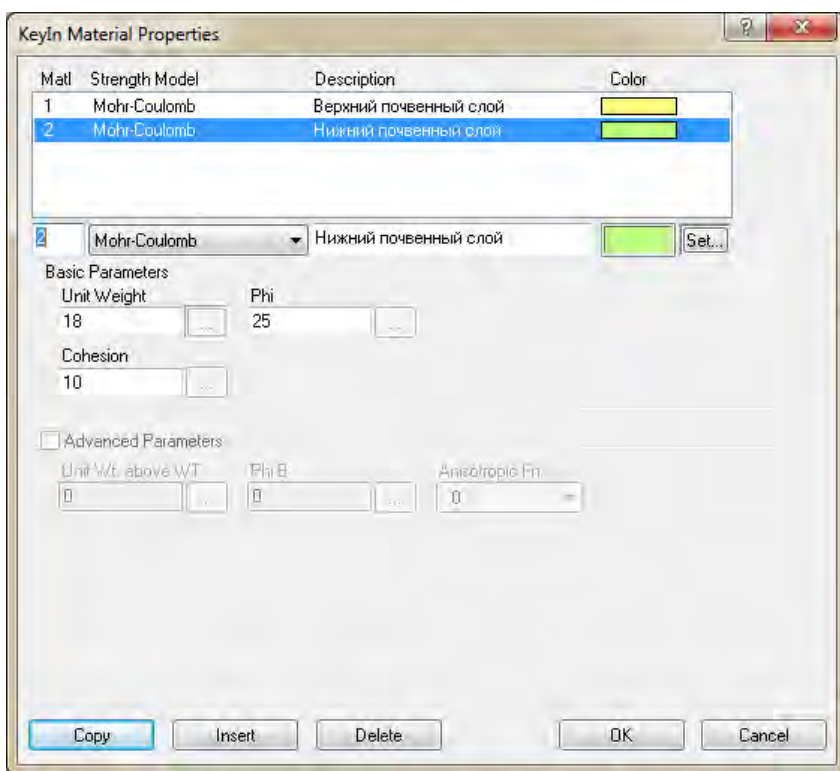 KeyIn Material Properties
Matl Strength Model Description Color
1 Mohr-Coulomb Верхний почвенный слой
2 Mohr-Coulomb Нижний почвенный слой
2 Mohr-Coulomb Нижний почвенный слой Set...
Basic Parameters
Unit Weight Phi
18 ... 25 ...
Cohesion
10 ...
Advanced Parameters
Unit Wt. above WT Phi B Anisotropic Fn
0 ... 0 ... 0
Copy Insert Delete OK Cancel